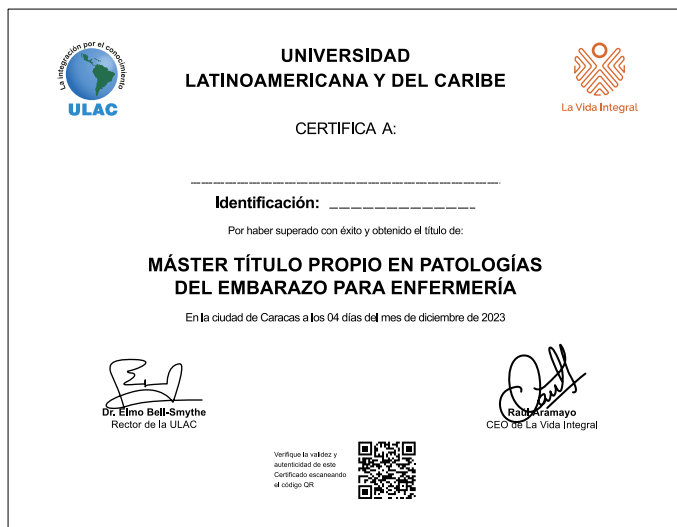 La integración por el conocimiento
ULAC
UNIVERSIDAD
LATINOAMERICANA Y DEL CARIBE
La Vida Integral
CERTIFICA A:
Identificación:
Por haber superado con éxito y obtenido el título de:
MÁSTER TÍTULO PROPIO EN PATOLOGÍAS
DEL EMBARAZO PARA ENFERMERÍA
En la ciudad de Caracas a los 04 días del mes de diciembre de 2023
Dr. Elmo Bell-Smythe
Rector de la ULAC
Raúl Aramayo
CEO de La Vida Integral
Verifique la validez y
autenticidad de este
Certificado escaneando
el código QR